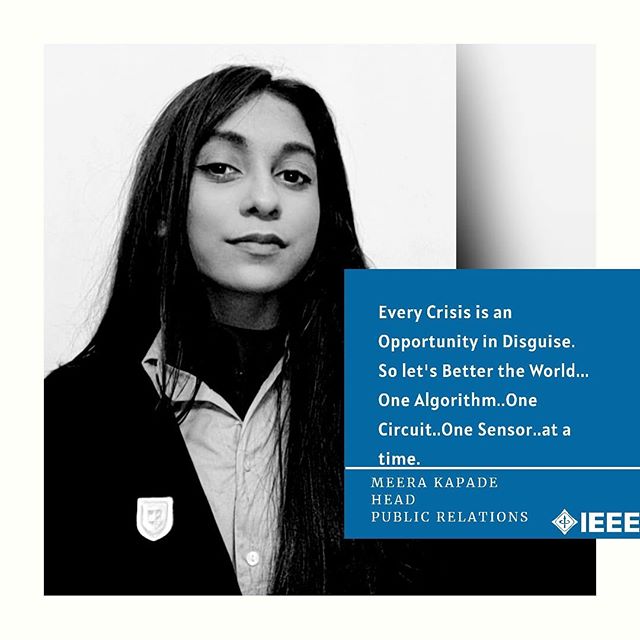 Every Crisis is an
Opportunity in Disguise.
So let's Better the World...
One Algorithm..One
Circuit..One Sensor..at a
time.
MEERA KAPADE
HEAD
PUBLIC RELATIONS
IEEE